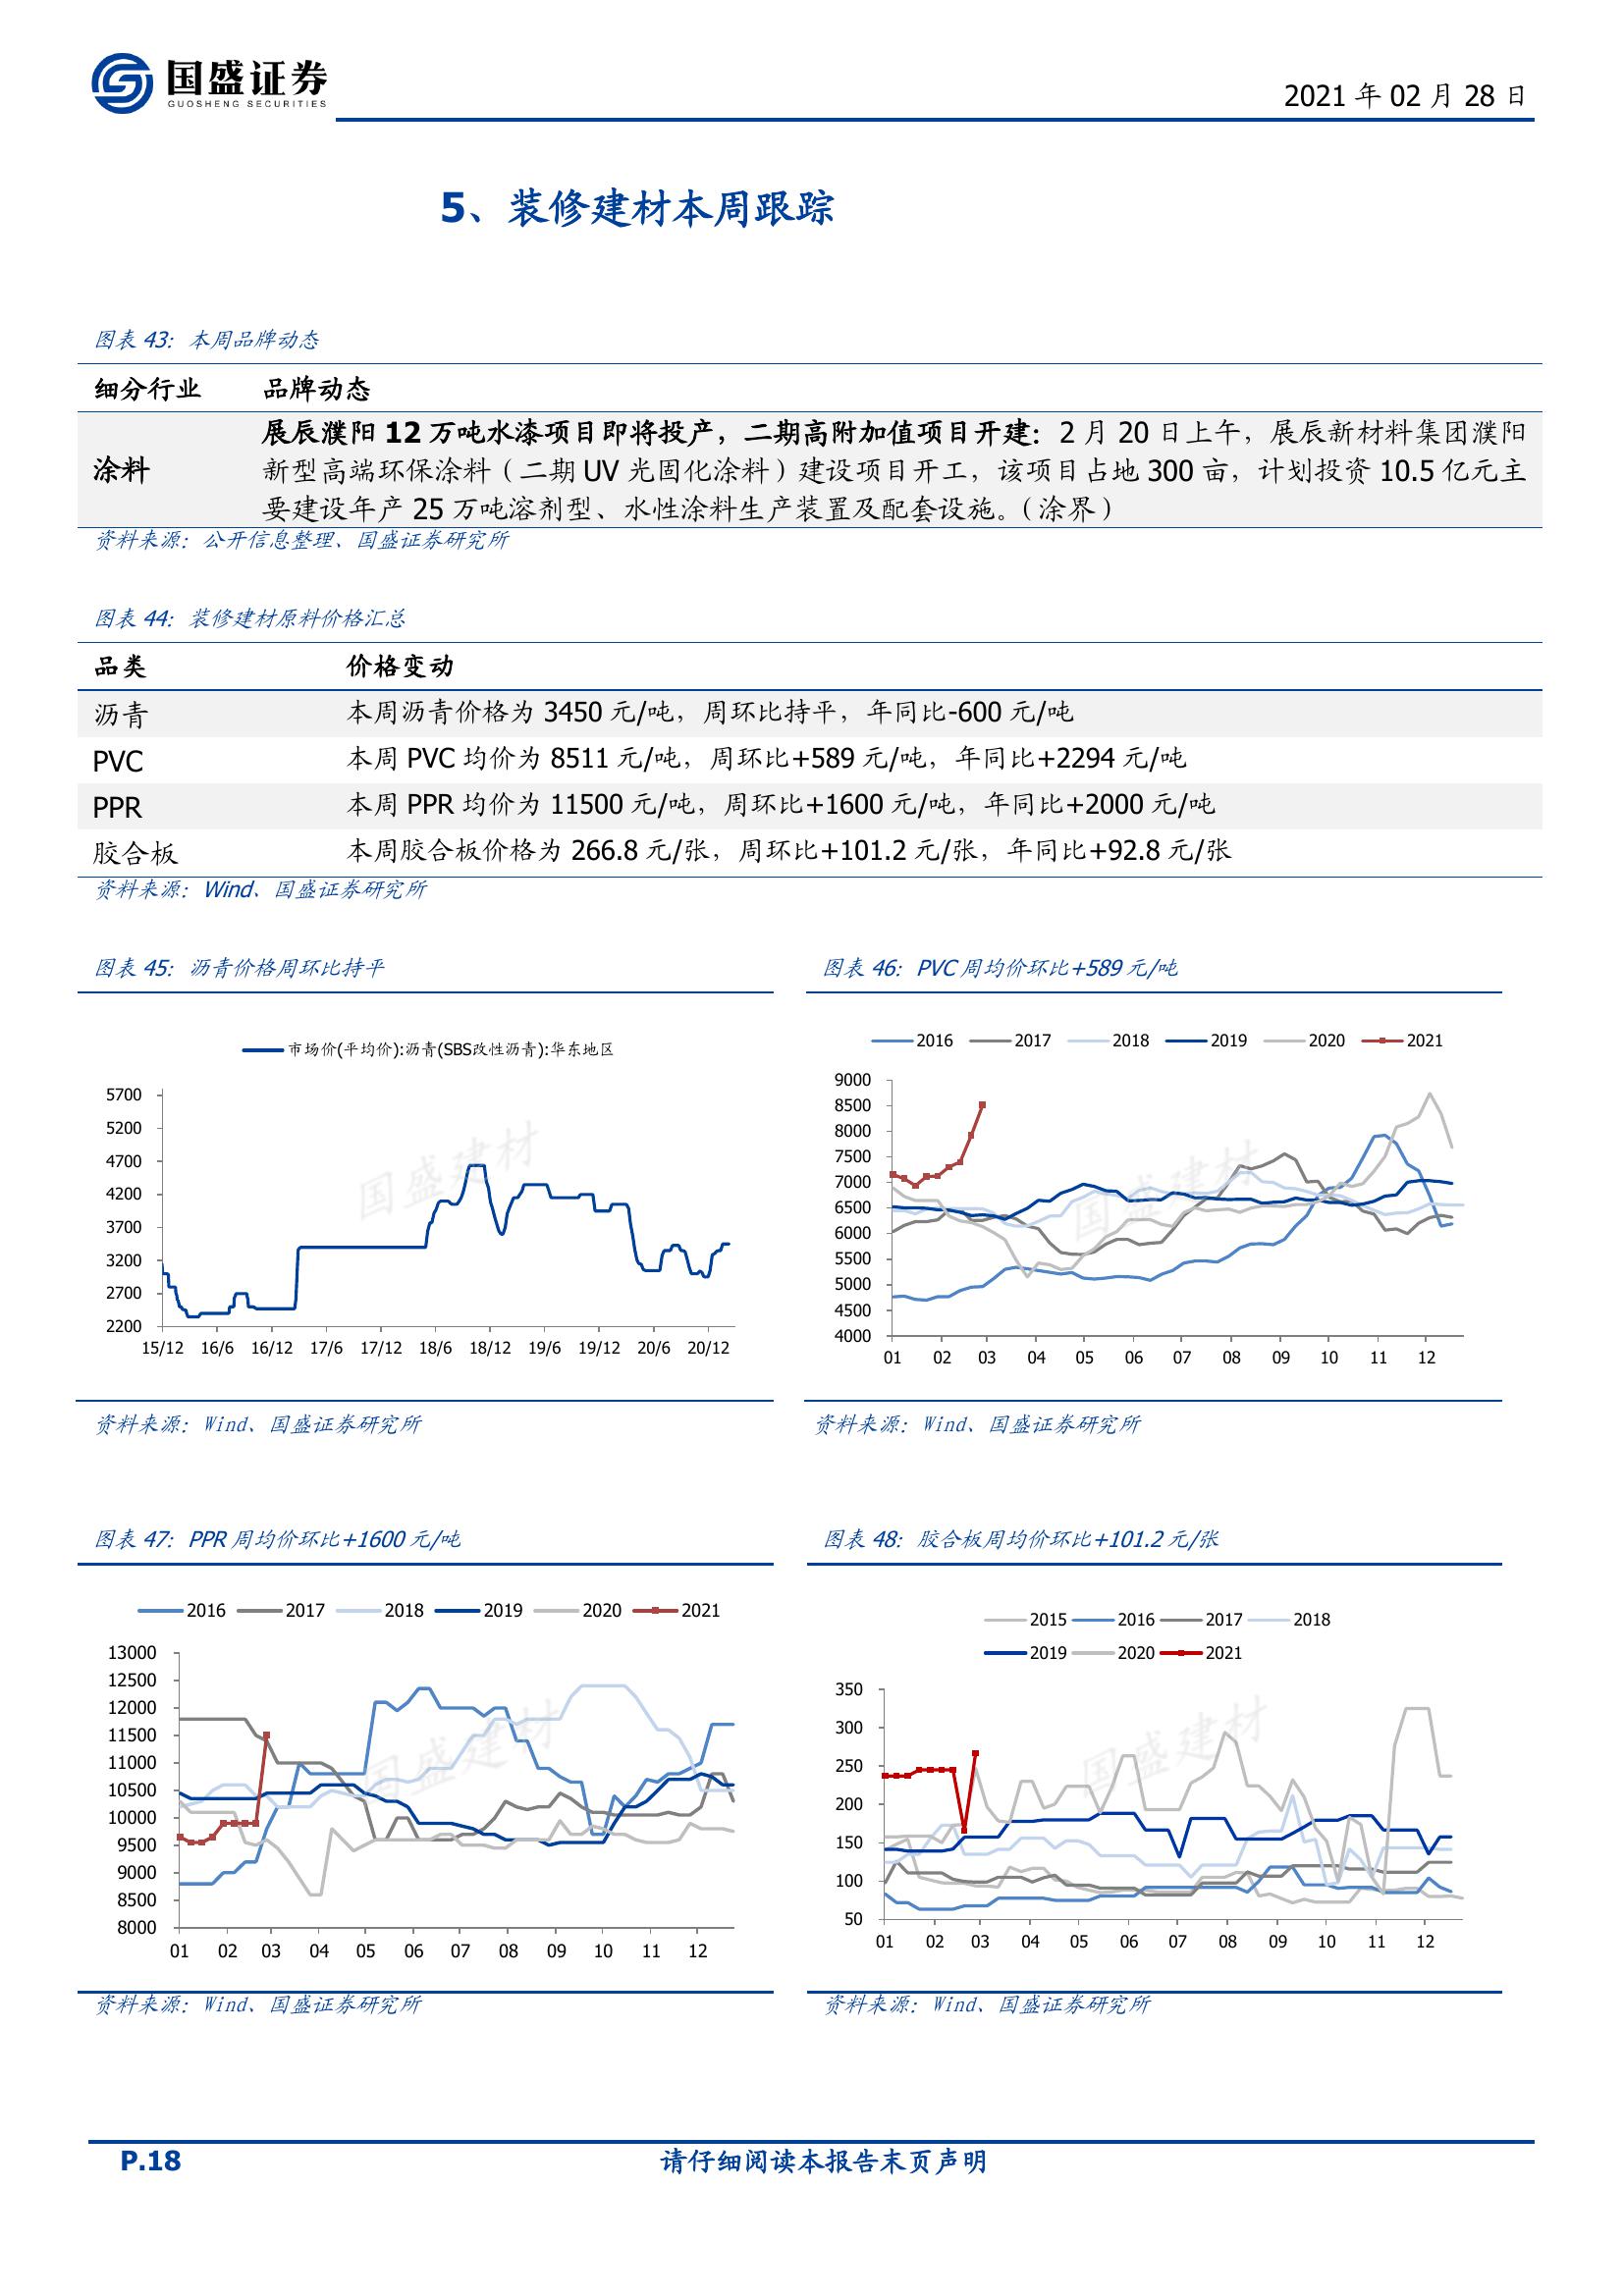 国盛证券
GUOSHENG SECURITIES
2021 年 02 月 28 日
5、装修建材本周跟踪
图表 43：本周品牌动态
细分行业 品牌动态
涂料
展辰濮阳 12 万吨水漆项目即将投产，二期高附加值项目开建：2 月 20 日上午，展辰新材料集团濮阳
新型高端环保涂料（二期 UV 光固化涂料）建设项目开工，该项目占地 300 亩，计划投资 10.5 亿元主
要建设年产 25 万吨溶剂型、水性涂料生产装置及配套设施。（涂界）
资料来源：公开信息整理、国盛证券研究所
图表 44：装修建材原料价格汇总
品类 价格变动
沥青 本周沥青价格为 3450 元/吨，周环比持平，年同比-600 元/吨
PVC 本周 PVC 均价为 8511 元/吨，周环比+589 元/吨，年同比+2294 元/吨
PPR 本周 PPR 均价为 11500 元/吨，周环比+1600 元/吨，年同比+2000 元/吨
胶合板 本周胶合板价格为 266.8 元/张，周环比+101.2 元/张，年同比+92.8 元/张
资料来源：Wind、国盛证券研究所
图表 45：沥青价格周环比持平
市场价(平均价):沥青(SBS改性沥青):华东地区
5700
5200
4700
4200
3700
3200
2700
2200
15/12 16/6 16/12 17/6 17/12 18/6 18/12 19/6 19/12 20/6 20/12
国盛建材
资料来源：Wind、国盛证券研究所
图表 46：PVC 周均价环比+589 元/吨
2016 2017 2018 2019 2020 2021
9000
8500
8000
7500
7000
6500
6000
5500
5000
4500
4000
01 02 03 04 05 06 07 08 09 10 11 12
国盛建材
资料来源：Wind、国盛证券研究所
图表 47：PPR 周均价环比+1600 元/吨
2016 2017 2018 2019 2020 2021
13000
12500
12000
11500
11000
10500
10000
9500
9000
8500
8000
01 02 03 04 05 06 07 08 09 10 11 12
国盛建材
资料来源：Wind、国盛证券研究所
图表 48：胶合板周均价环比+101.2 元/张
2015 2016 2017 2018
2019 2020 2021
350
300
250
200
150
100
50
01 02 03 04 05 06 07 08 09 10 11 12
国盛建材
资料来源：Wind、国盛证券研究所
P.18
请仔细阅读本报告末页声明